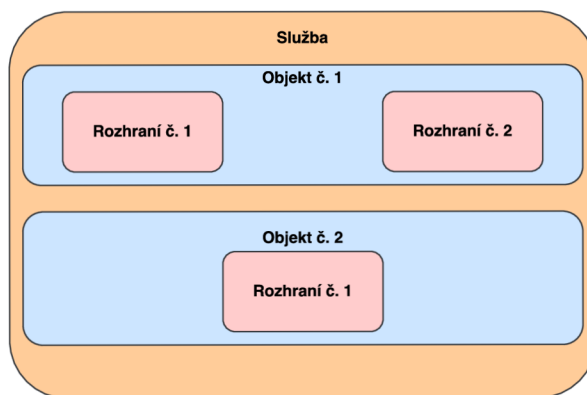 Služba
Objekt č. 1
Rozhraní č. 1
Rozhraní č. 2
Objekt č. 2
Rozhraní č. 1